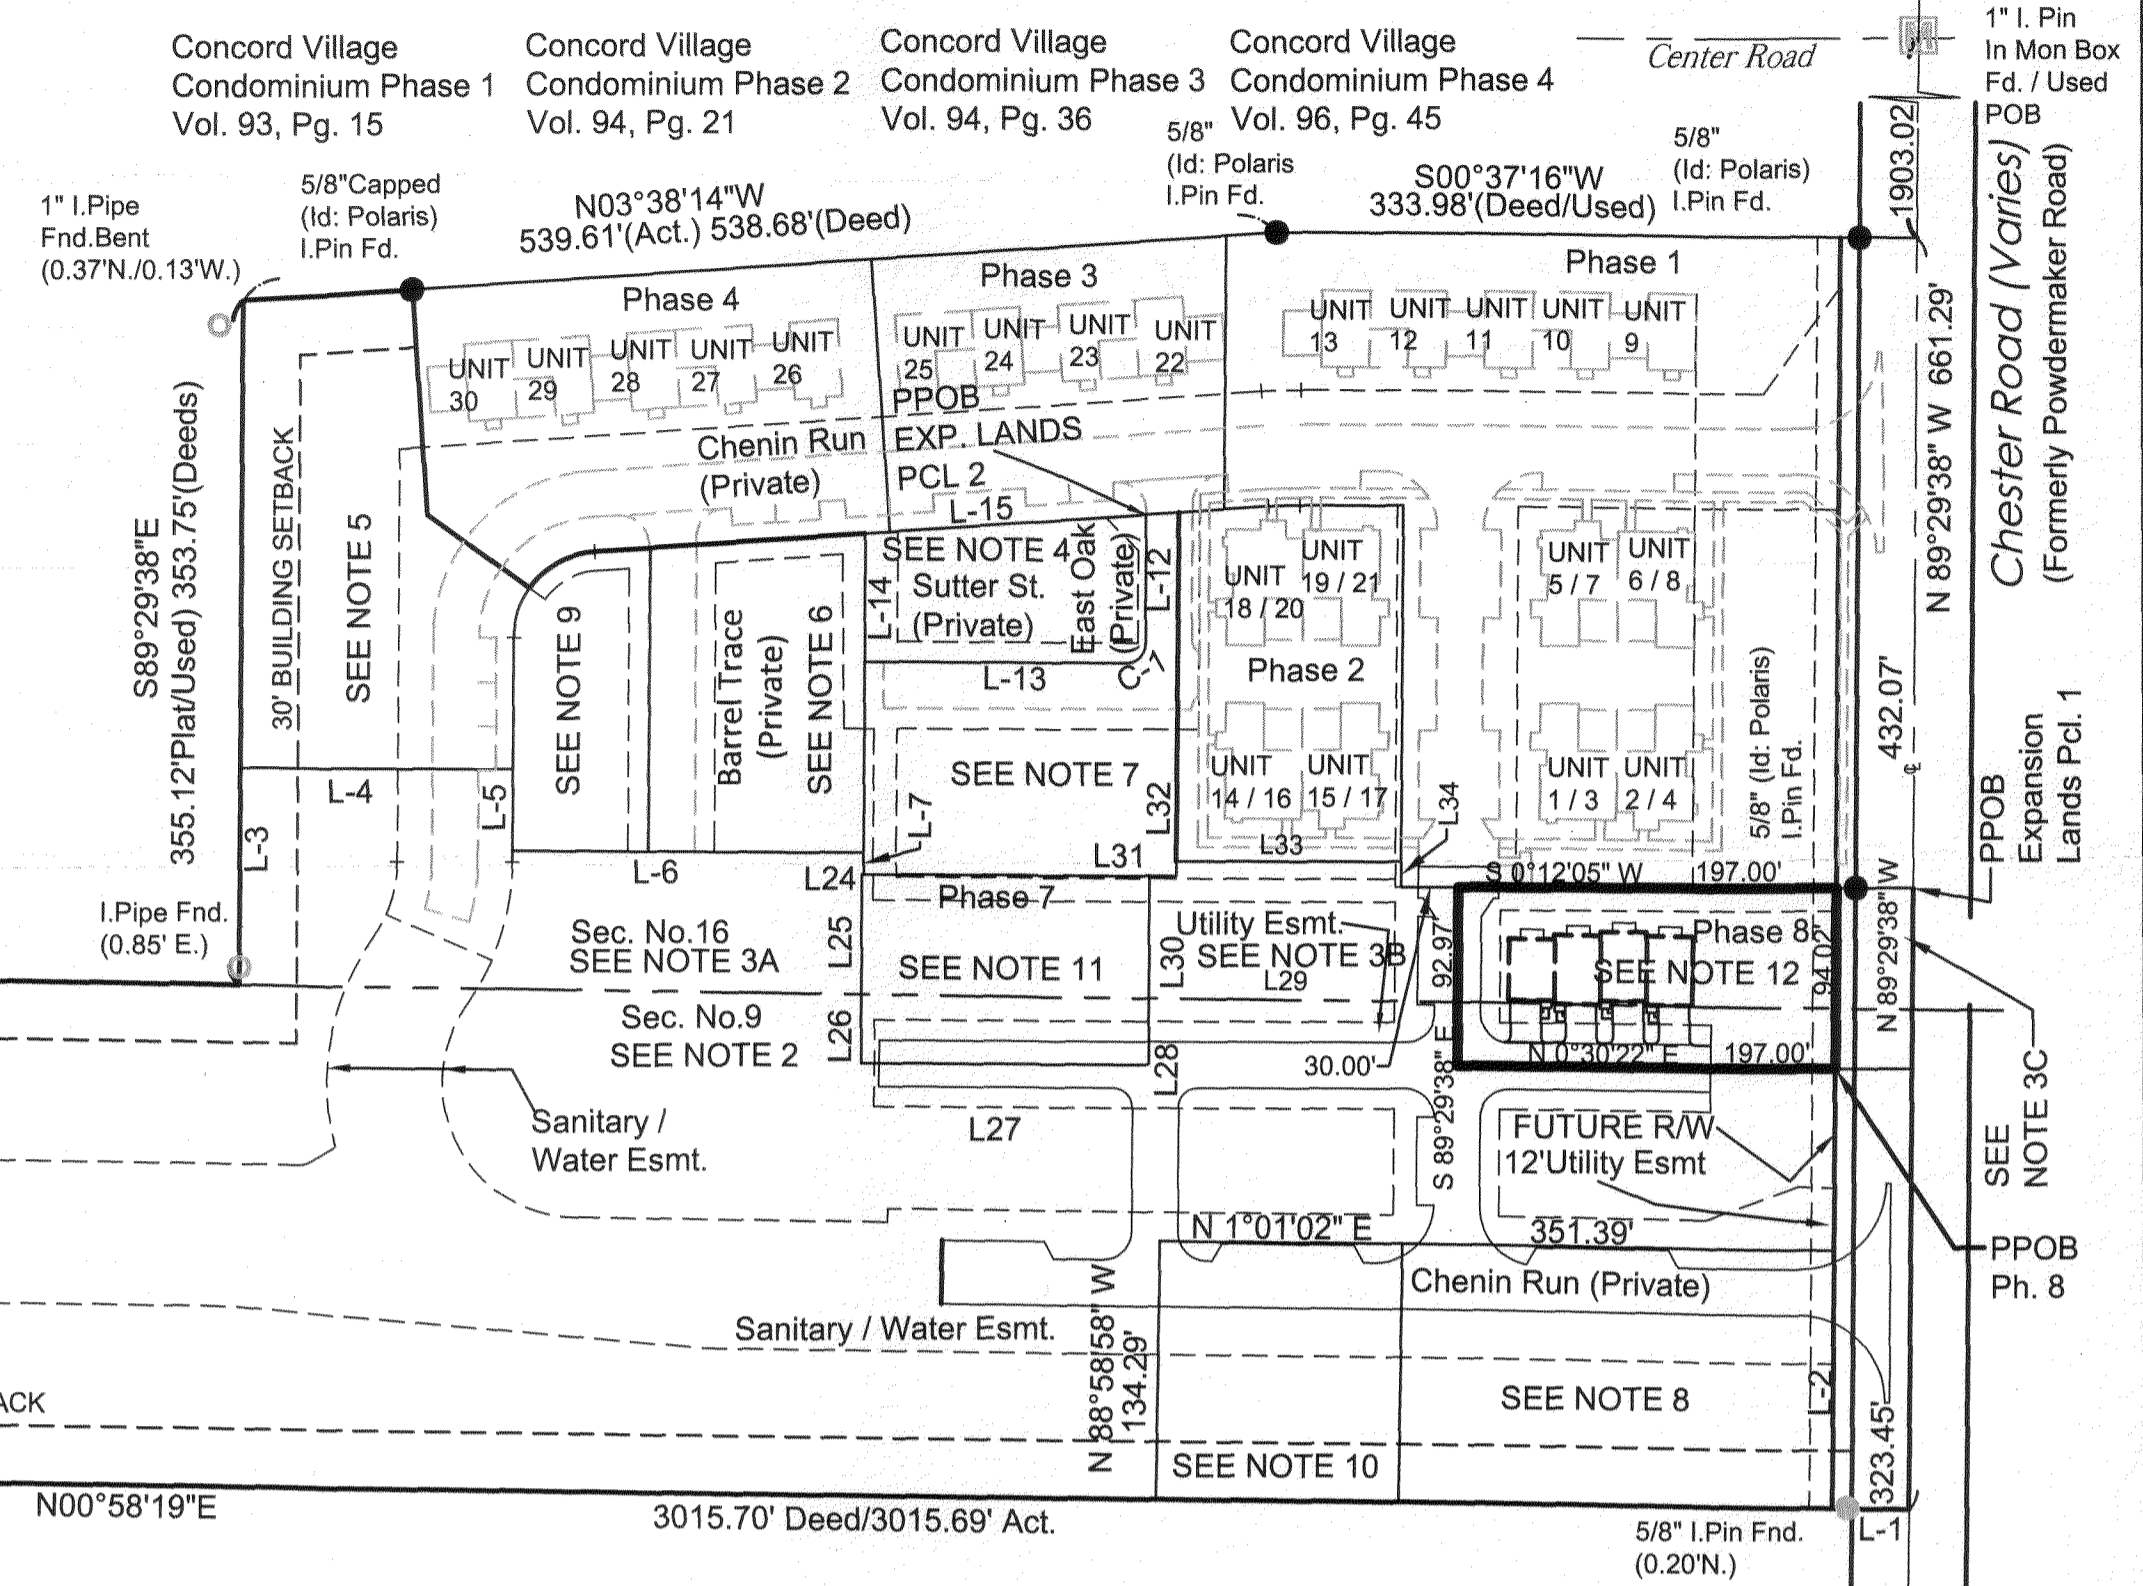 Concord Village
Condominium Phase 1
Vol. 93, Pg. 15
Concord Village
Condominium Phase 2
Vol. 94, Pg. 21
Concord Village
Condominium Phase 3
Vol. 94, Pg. 36
Concord Village
Condominium Phase 4
Vol. 96, Pg. 45
Center Road
1" I. Pin
In Mon Box
Fd. / Used
POB
1903.02
Chester Road (Varies)
(Formerly Powdermaker Road)
1" I.Pipe
Fnd.Bent
(0.37'N./0.13'W.)
5/8"Capped
(Id: Polaris)
I.Pin Fd.
N03°38'14"W
539.61'(Act.) 538.68'(Deed)
5/8"
(Id: Polaris
I.Pin Fd.
S00°37'16"W
333.98'(Deed/Used)
5/8"
(Id: Polaris)
I.Pin Fd.
Phase 4
Phase 3
Phase 1
UNIT
30
UNIT
29
UNIT
28
UNIT
27
UNIT
26
UNIT
25
UNIT
24
UNIT
23
UNIT
22
UNIT
13
UNIT
12
UNIT
11
UNIT
10
UNIT
9
N 89°29'38" W 661.29'
PPOB
EXP. LANDS
PCL 2
L-15
Chenin Run
(Private)
S89°29'38"E
355.12'Plat/Used) 353.75'(Deeds)
30' BUILDING SETBACK
SEE NOTE 5
SEE NOTE 9
Barrel Trace
(Private)
SEE NOTE 6
L-14
SEE NOTE 4
Sutter St.
(Private)
East Oak
(Private)
L-12
L-13
C-7
UNIT
18 / 20
UNIT
19 / 21
Phase 2
UNIT
14 / 16
UNIT
15 / 17
UNIT
5 / 7
UNIT
6 / 8
UNIT
1 / 3
UNIT
2 / 4
5/8" (Id: Polaris)
I.Pin Fd.
432.07'
PPOB
Expansion
Lands Pcl. 1
SEE NOTE 7
L-7
L32
L31
L33
L34
L-3
L-4
L-5
L-6
L24
I.Pipe Fnd.
(0.85' E.)
Sec. No.16
SEE NOTE 3A
Sec. No.9
SEE NOTE 2
L25
L26
Phase 7
SEE NOTE 11
L30
L28
Utility Esmt.
SEE NOTE 3B
L29
92.97'
30.00'
S 89°29'38" E
S 0°12'05" W 197.00'
Phase 8
SEE NOTE 12
94.02'
N 0°30'22" E 197.00'
N 89°29'38" W
SEE
NOTE 3C
Sanitary /
Water Esmt.
L27
FUTURE R/W
12'Utility Esmt
N 1°01'02" E 351.39'
Chenin Run (Private)
PPOB
Ph. 8
Sanitary / Water Esmt.
N 88°58'58" W
134.29'
SEE NOTE 8
SEE NOTE 10
L-2
323.45'
ACK
N00°58'19"E
3015.70' Deed/3015.69' Act.
5/8" I.Pin Fnd.
(0.20'N.)
L-1